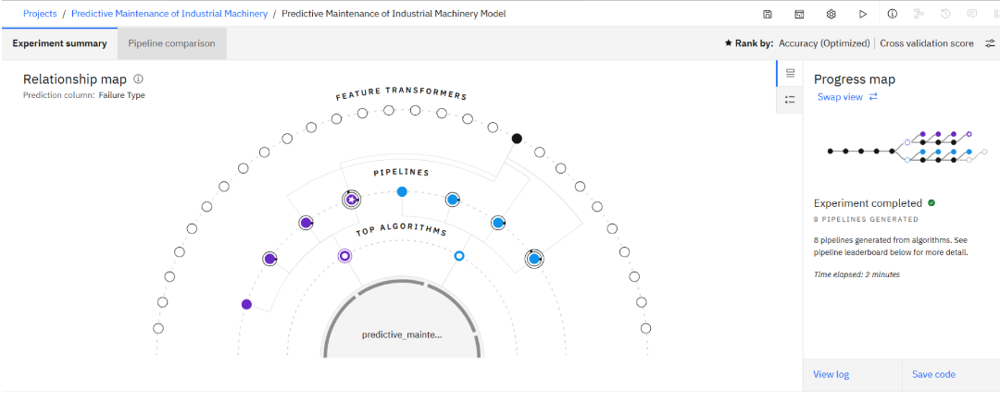 Projects / Predictive Maintenance of Industrial Machinery / Predictive Maintenance of Industrial Machinery Model
Experiment summary
Pipeline comparison
★ Rank by: Accuracy (Optimized) | Cross validation score
Relationship map
Prediction column: Failure Type
FEATURE TRANSFORMERS
PIPELINES
TOP ALGORITHMS
predictive_mainte...
Progress map
Swap view
Experiment completed
8 PIPELINES GENERATED
8 pipelines generated from algorithms. See
pipeline leaderboard below for more detail.
Time elapsed: 2 minutes
View log
Save code